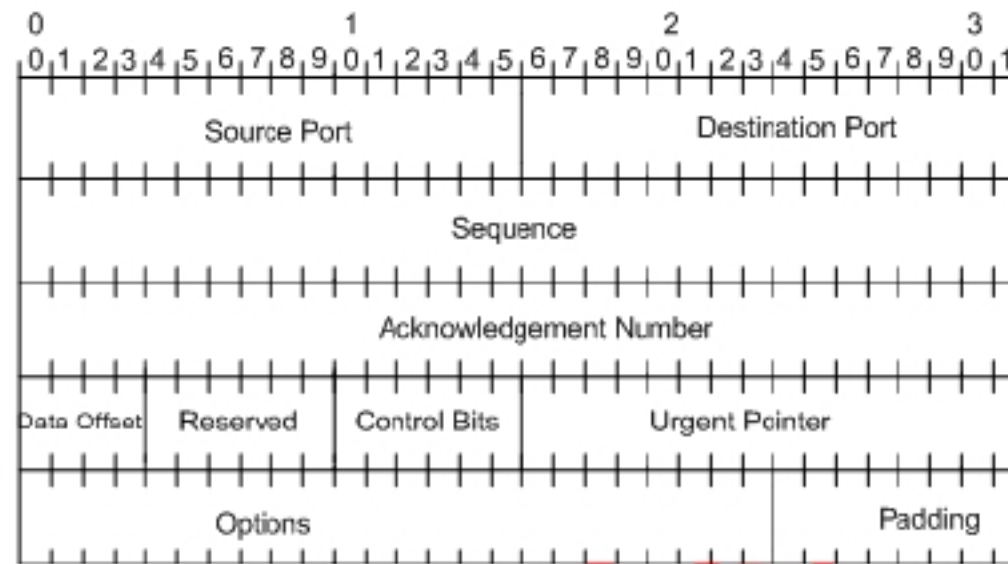 0 1 2 3
0 1 2 3 4 5 6 7 8 9 0 1 2 3 4 5 6 7 8 9 0 1 2 3 4 5 6 7 8 9 0 1
Source Port Destination Port
Sequence
Acknowledgement Number
Data Offset Reserved Control Bits Urgent Pointer
Options Padding